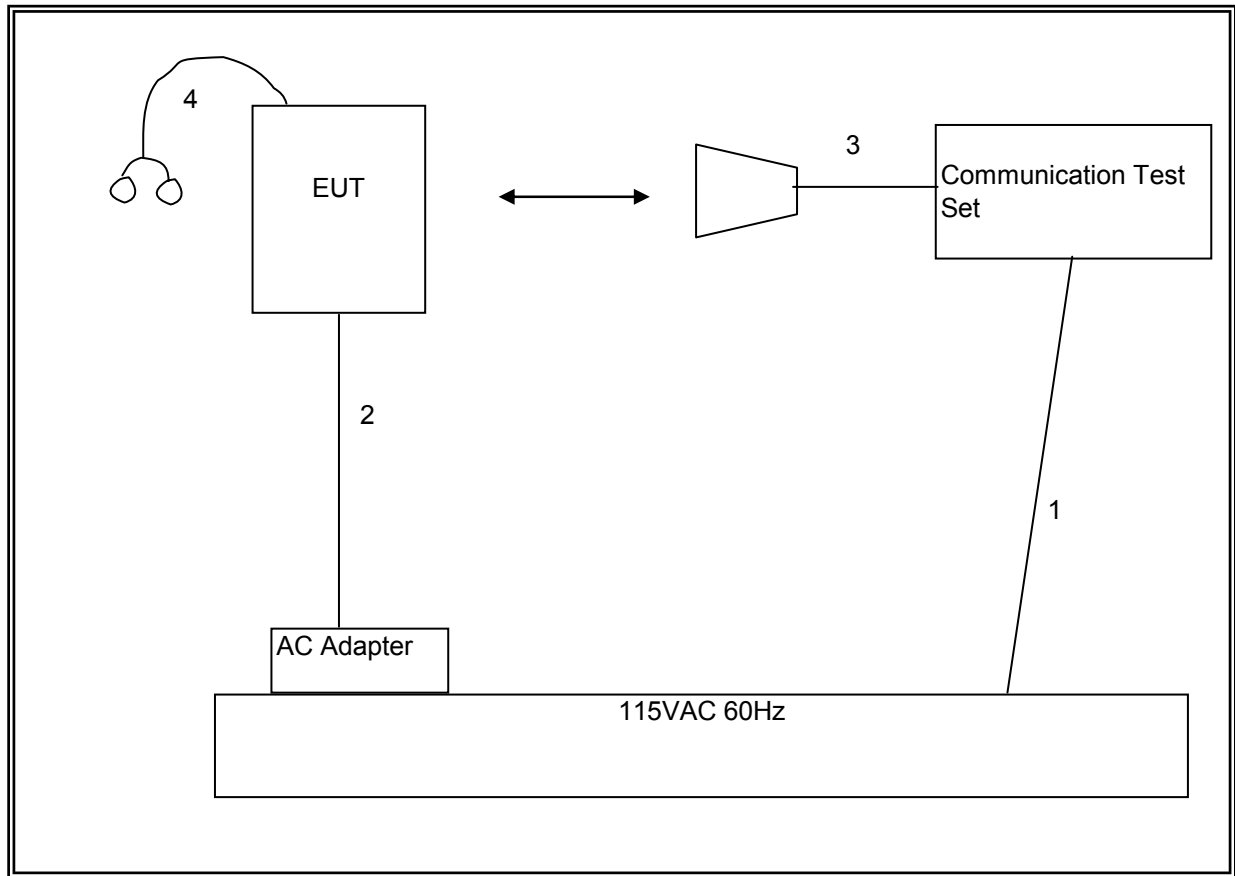 4
EUT
3
Communication Test
Set
2
1
AC Adapter
115VAC 60Hz